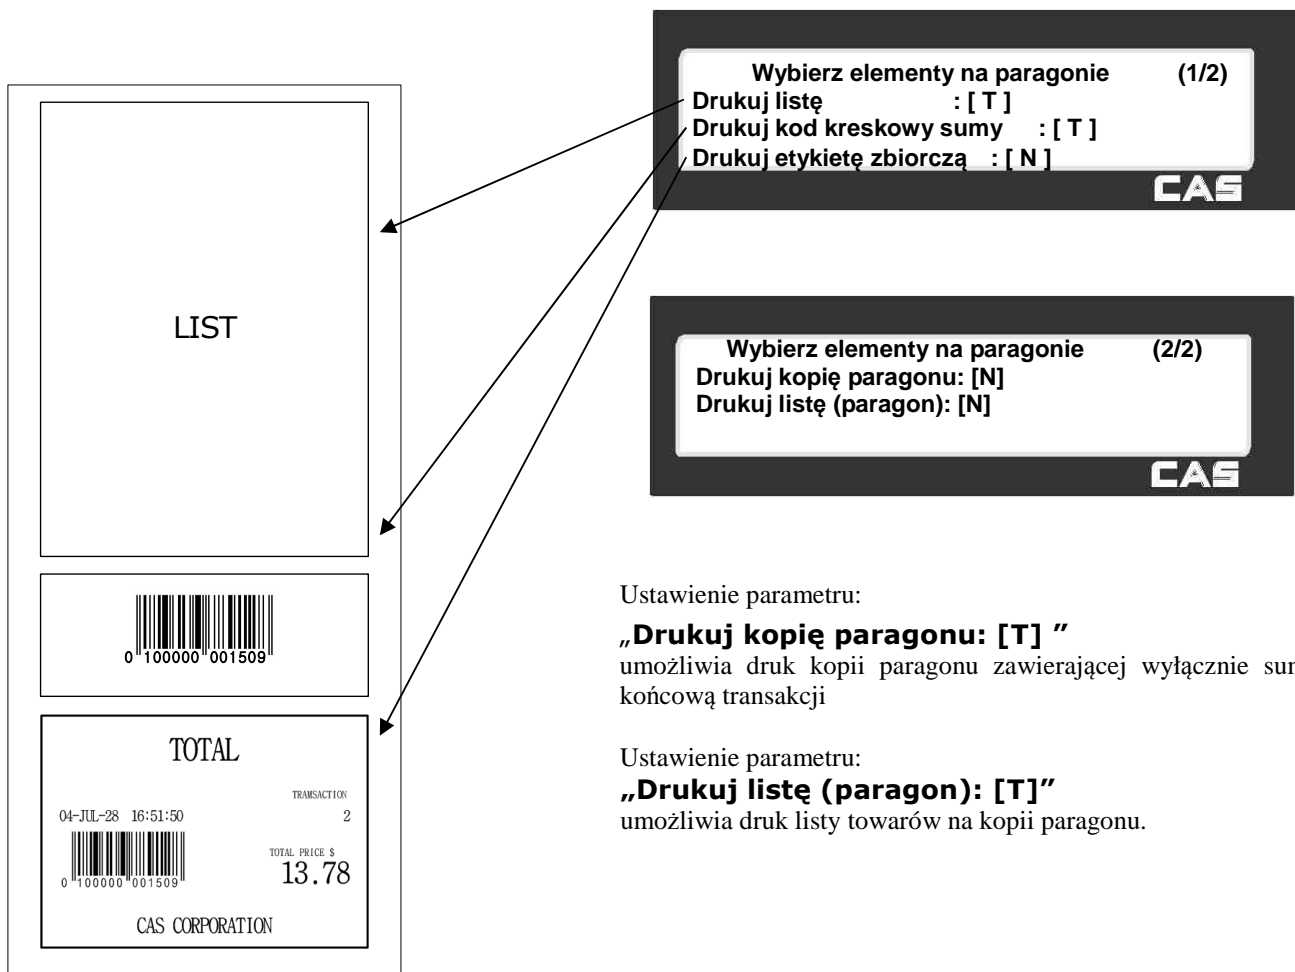 Wybierz elementy na paragonie (1/2)
Drukuj listę : [ T ]
Drukuj kod kreskowy sumy : [ T ]
Drukuj etykietę zbiorczą : [ N ]
CAS
LIST
Wybierz elementy na paragonie (2/2)
Drukuj kopię paragonu: [N]
Drukuj listę (paragon): [N]
CAS
0 100000 001509
Ustawienie parametru:
„Drukuj kopię paragonu: [T] ”
umożliwia druk kopii paragonu zawierającej wyłącznie
końcową transakcji
Ustawienie parametru:
„Drukuj listę (paragon): [T]”
umożliwia druk listy towarów na kopii paragonu.
TOTAL
TRAMSACTION
04-JUL-28 16:51:50 2
TOTAL PRICE $
13.78
0 100000 001509
CAS CORPORATION